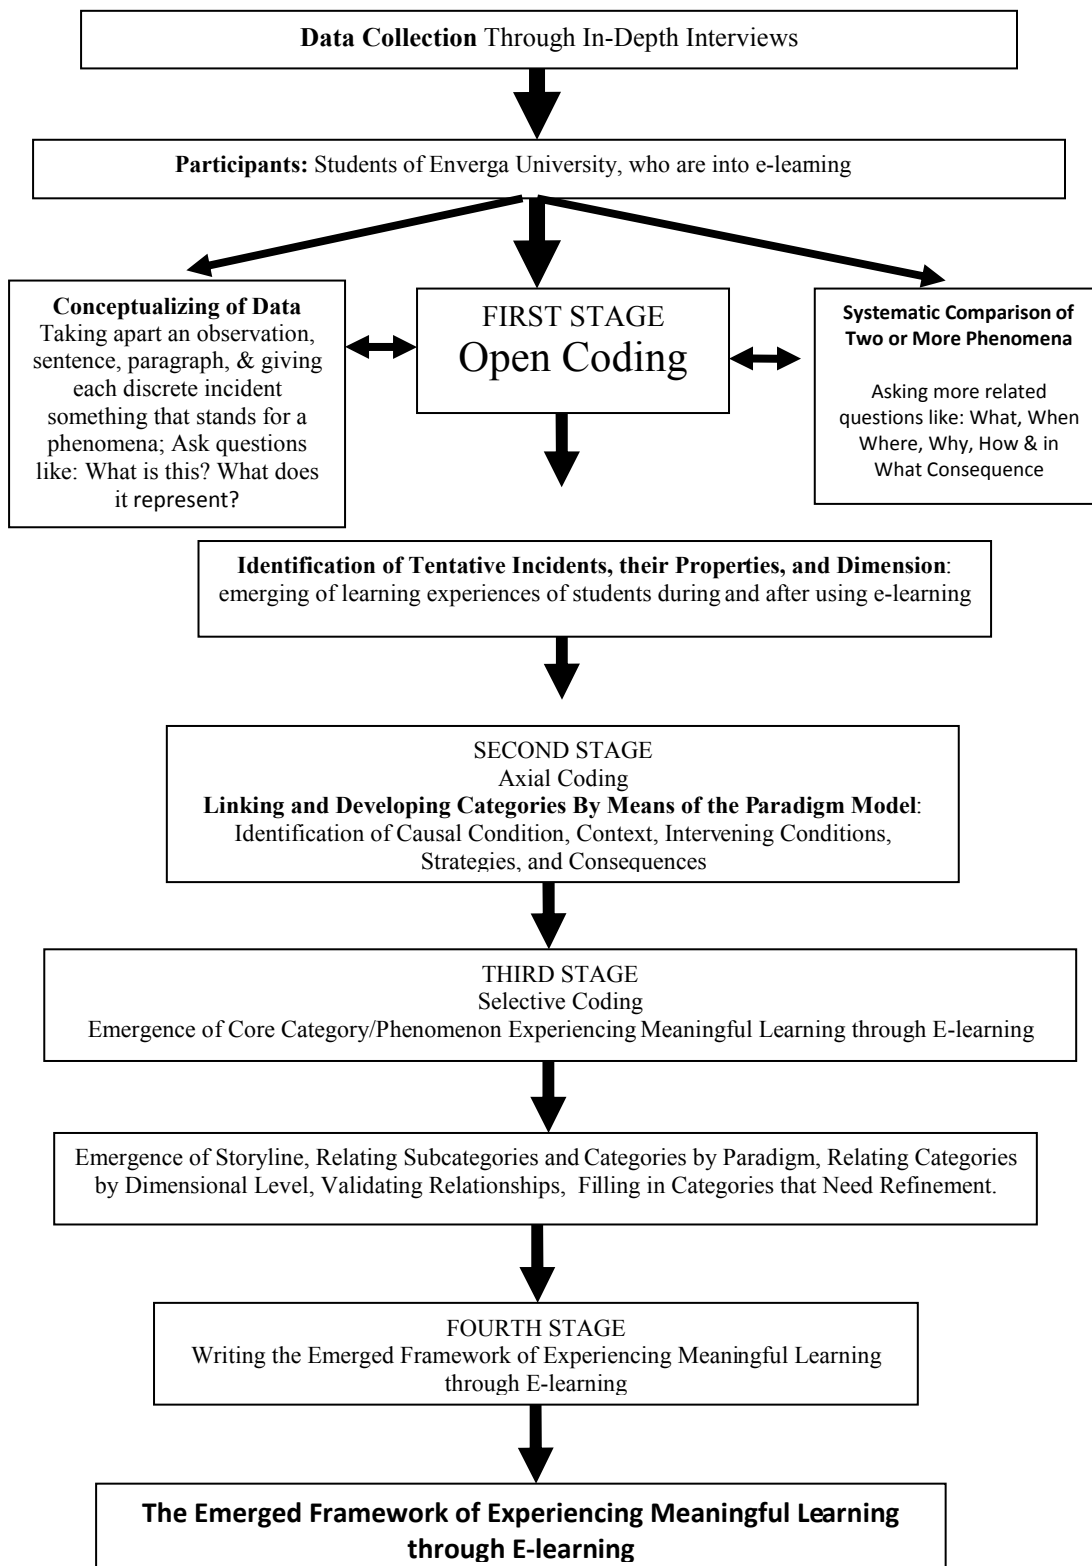 Data Collection Through In-Depth Interviews
Participants: Students of Enverga University, who are into e-learning
Conceptualizing of Data
Taking apart an observation,
sentence, paragraph, & giving
each discrete incident
something that stands for a
phenomena; Ask questions
like: What is this? What does
it represent?
FIRST STAGE
Open Coding
Systematic Comparison of
Two or More Phenomena
Asking more related
questions like: What, When
Where, Why, How & in
What Consequence
Identification of Tentative Incidents, their Properties, and Dimension:
emerging of learning experiences of students during and after using e-learning
SECOND STAGE
Axial Coding
Linking and Developing Categories By Means of the Paradigm Model:
Identification of Causal Condition, Context, Intervening Conditions,
Strategies, and Consequences
THIRD STAGE
Selective Coding
Emergence of Core Category/Phenomenon Experiencing Meaningful Learning through E-learning
Emergence of Storyline, Relating Subcategories and Categories by Paradigm, Relating Categories
by Dimensional Level, Validating Relationships, Filling in Categories that Need Refinement.
FOURTH STAGE
Writing the Emerged Framework of Experiencing Meaningful Learning
through E-learning
The Emerged Framework of Experiencing Meaningful Learning
through E-learning